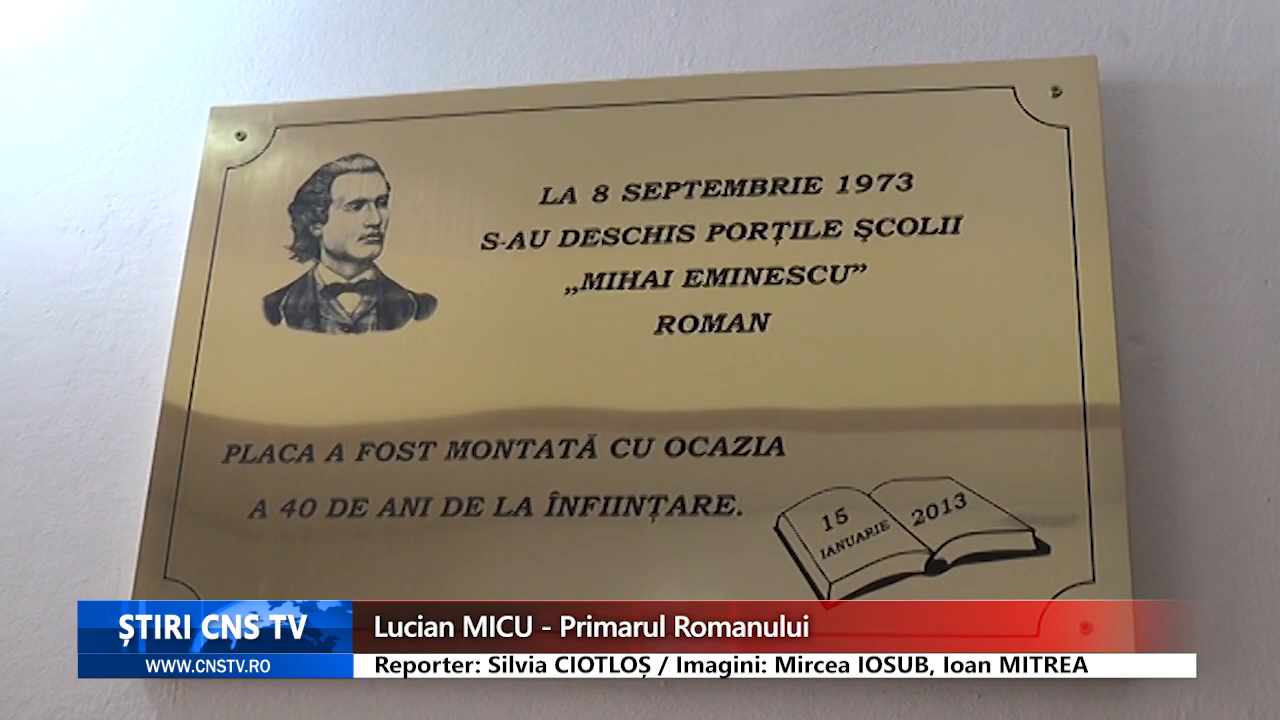 LA 8 SEPTEMBRIE 1973
S-AU DESCHIS PORȚILE ŞCOLII
„MIHAI EMINESCU”
ROMAN
PLACA A FOST MONTATĂ CU OCAZIA
A 40 DE ANI DE LA ÎNFIINȚARE.
15 IANUARIE
2013
ȘTIRI CNS TV
WWW.CNSTV.RO
Lucian MICU - Primarul Romanului
Reporter: Silvia CIOTLOȘ / Imagini: Mircea IOSUB, Ioan MITREA